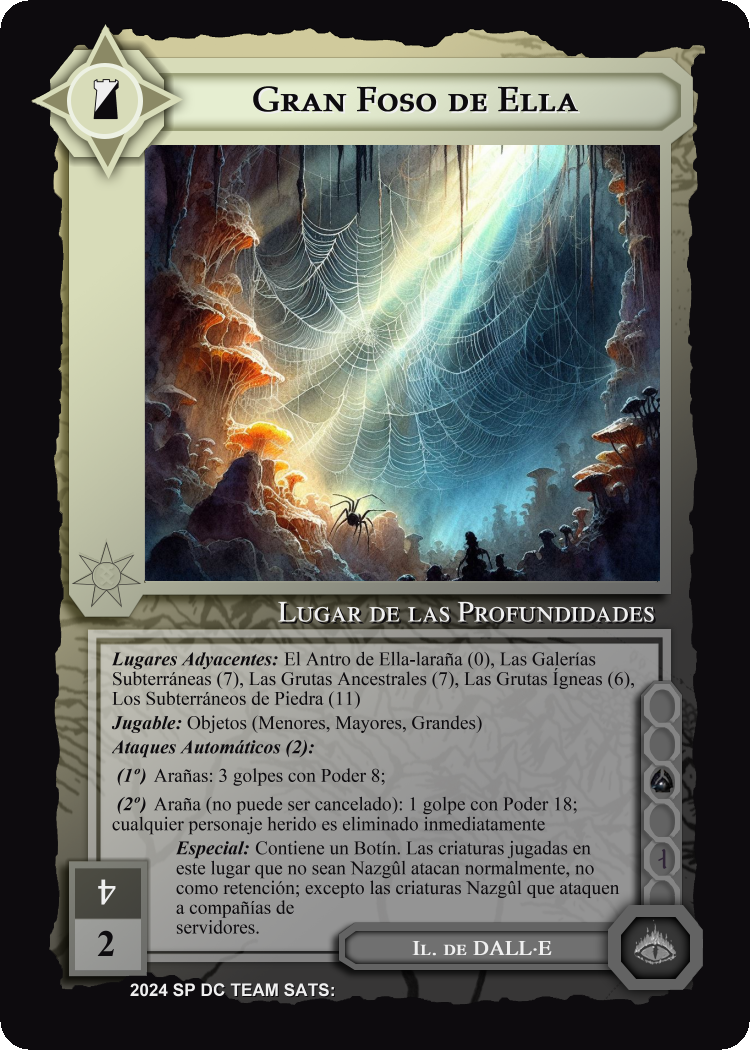 Gran Foso de Ella
Lugar de las Profundidades
Lugares Adyacentes: El Antro de Ella-laraña (0), Las Galerías
Subterráneas (7), Las Grutas Ancestrales (7), Las Grutas Ígneas (6),
Los Subterráneos de Piedra (11)
Jugable: Objetos (Menores, Mayores, Grandes)
Ataques Automáticos (2):
(1º) Arañas: 3 golpes con Poder 8;
(2º) Araña (no puede ser cancelado): 1 golpe con Poder 18;
cualquier personaje herido es eliminado inmediatamente
Especial: Contiene un Botín. Las criaturas jugadas en
este lugar que no sean Nazgûl atacan normalmente, no
como retención; excepto las criaturas Nazgûl que ataquen
a compañías de
servidores.
4
2
Il. de DALL·E
2024 SP DC TEAM SATS: